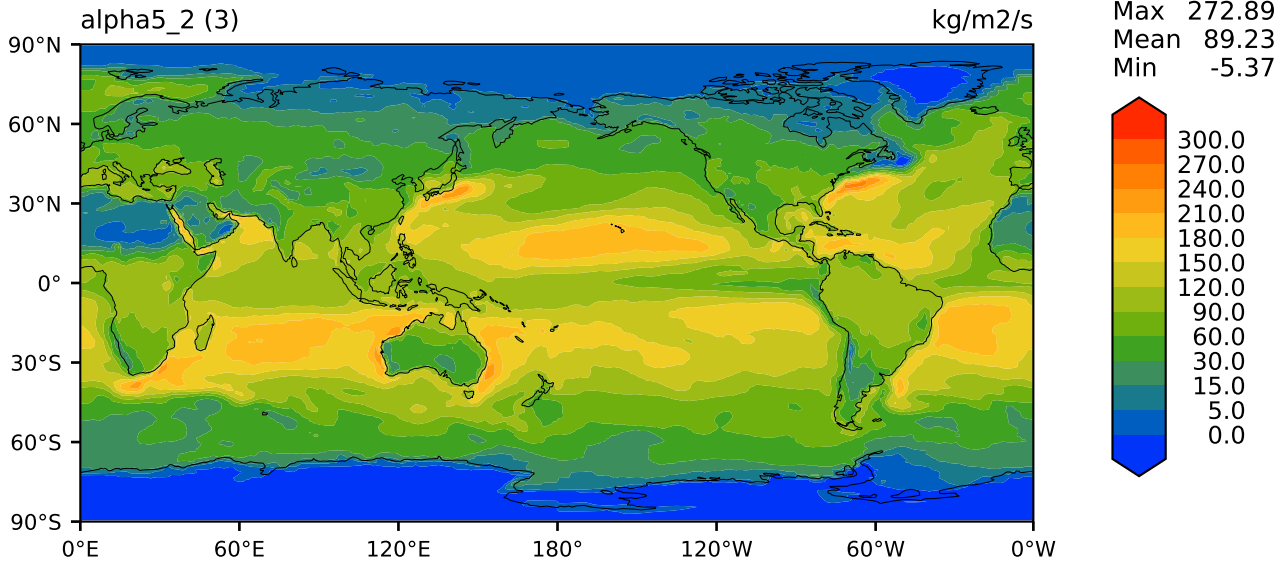 alpha5_2 (3)
kg/m2/s
Max 272.89
Mean 89.23
Min -5.37
90°N
60°N
30°N
0°
30°S
60°S
90°S
0°E
60°E
120°E
180°
120°W
60°W
0°W
300.0
270.0
240.0
210.0
180.0
150.0
120.0
90.0
60.0
30.0
15.0
5.0
0.0